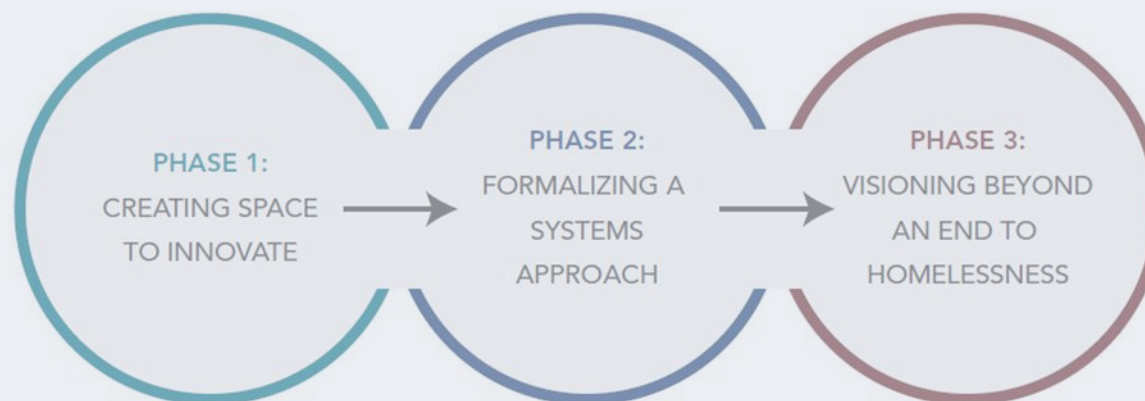 PHASE 1:
CREATING SPACE
TO INNOVATE
PHASE 2:
FORMALIZING A
SYSTEMS
APPROACH
PHASE 3:
VISIONING BEYOND
AN END TO
HOMELESSNESS